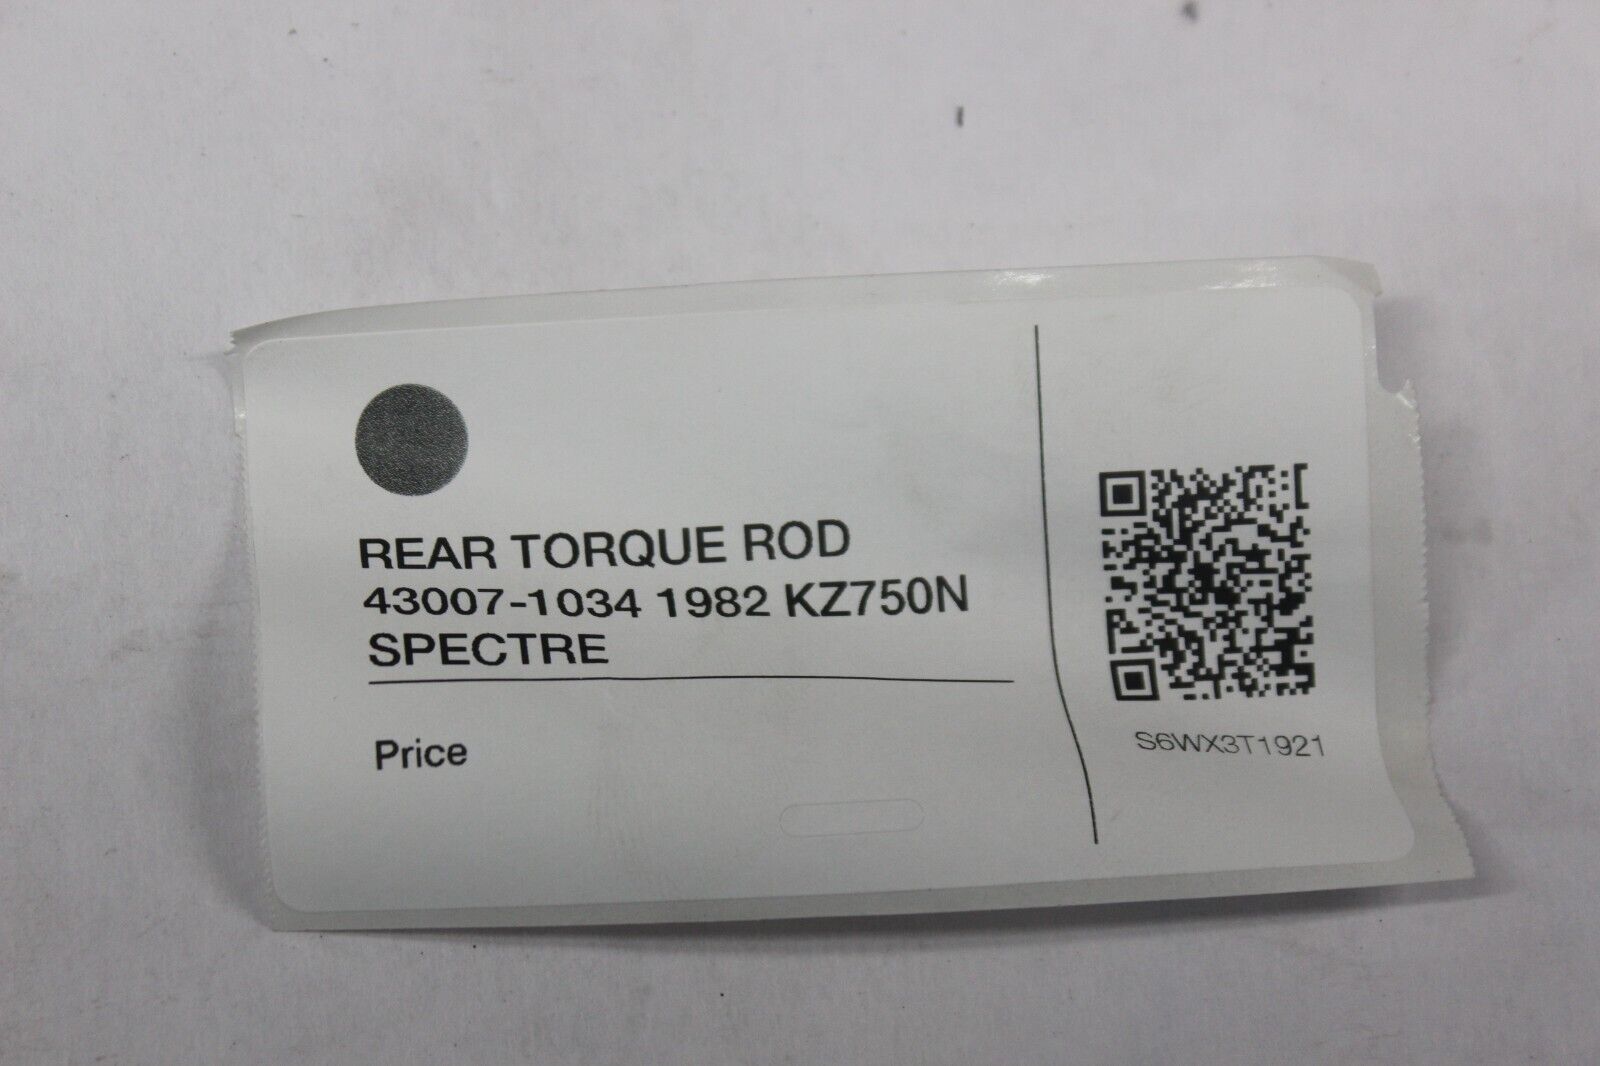 REAR TORQUE ROD
43007-1034 1982 KZ750N
SPECTRE
Price
S6WX3T1921